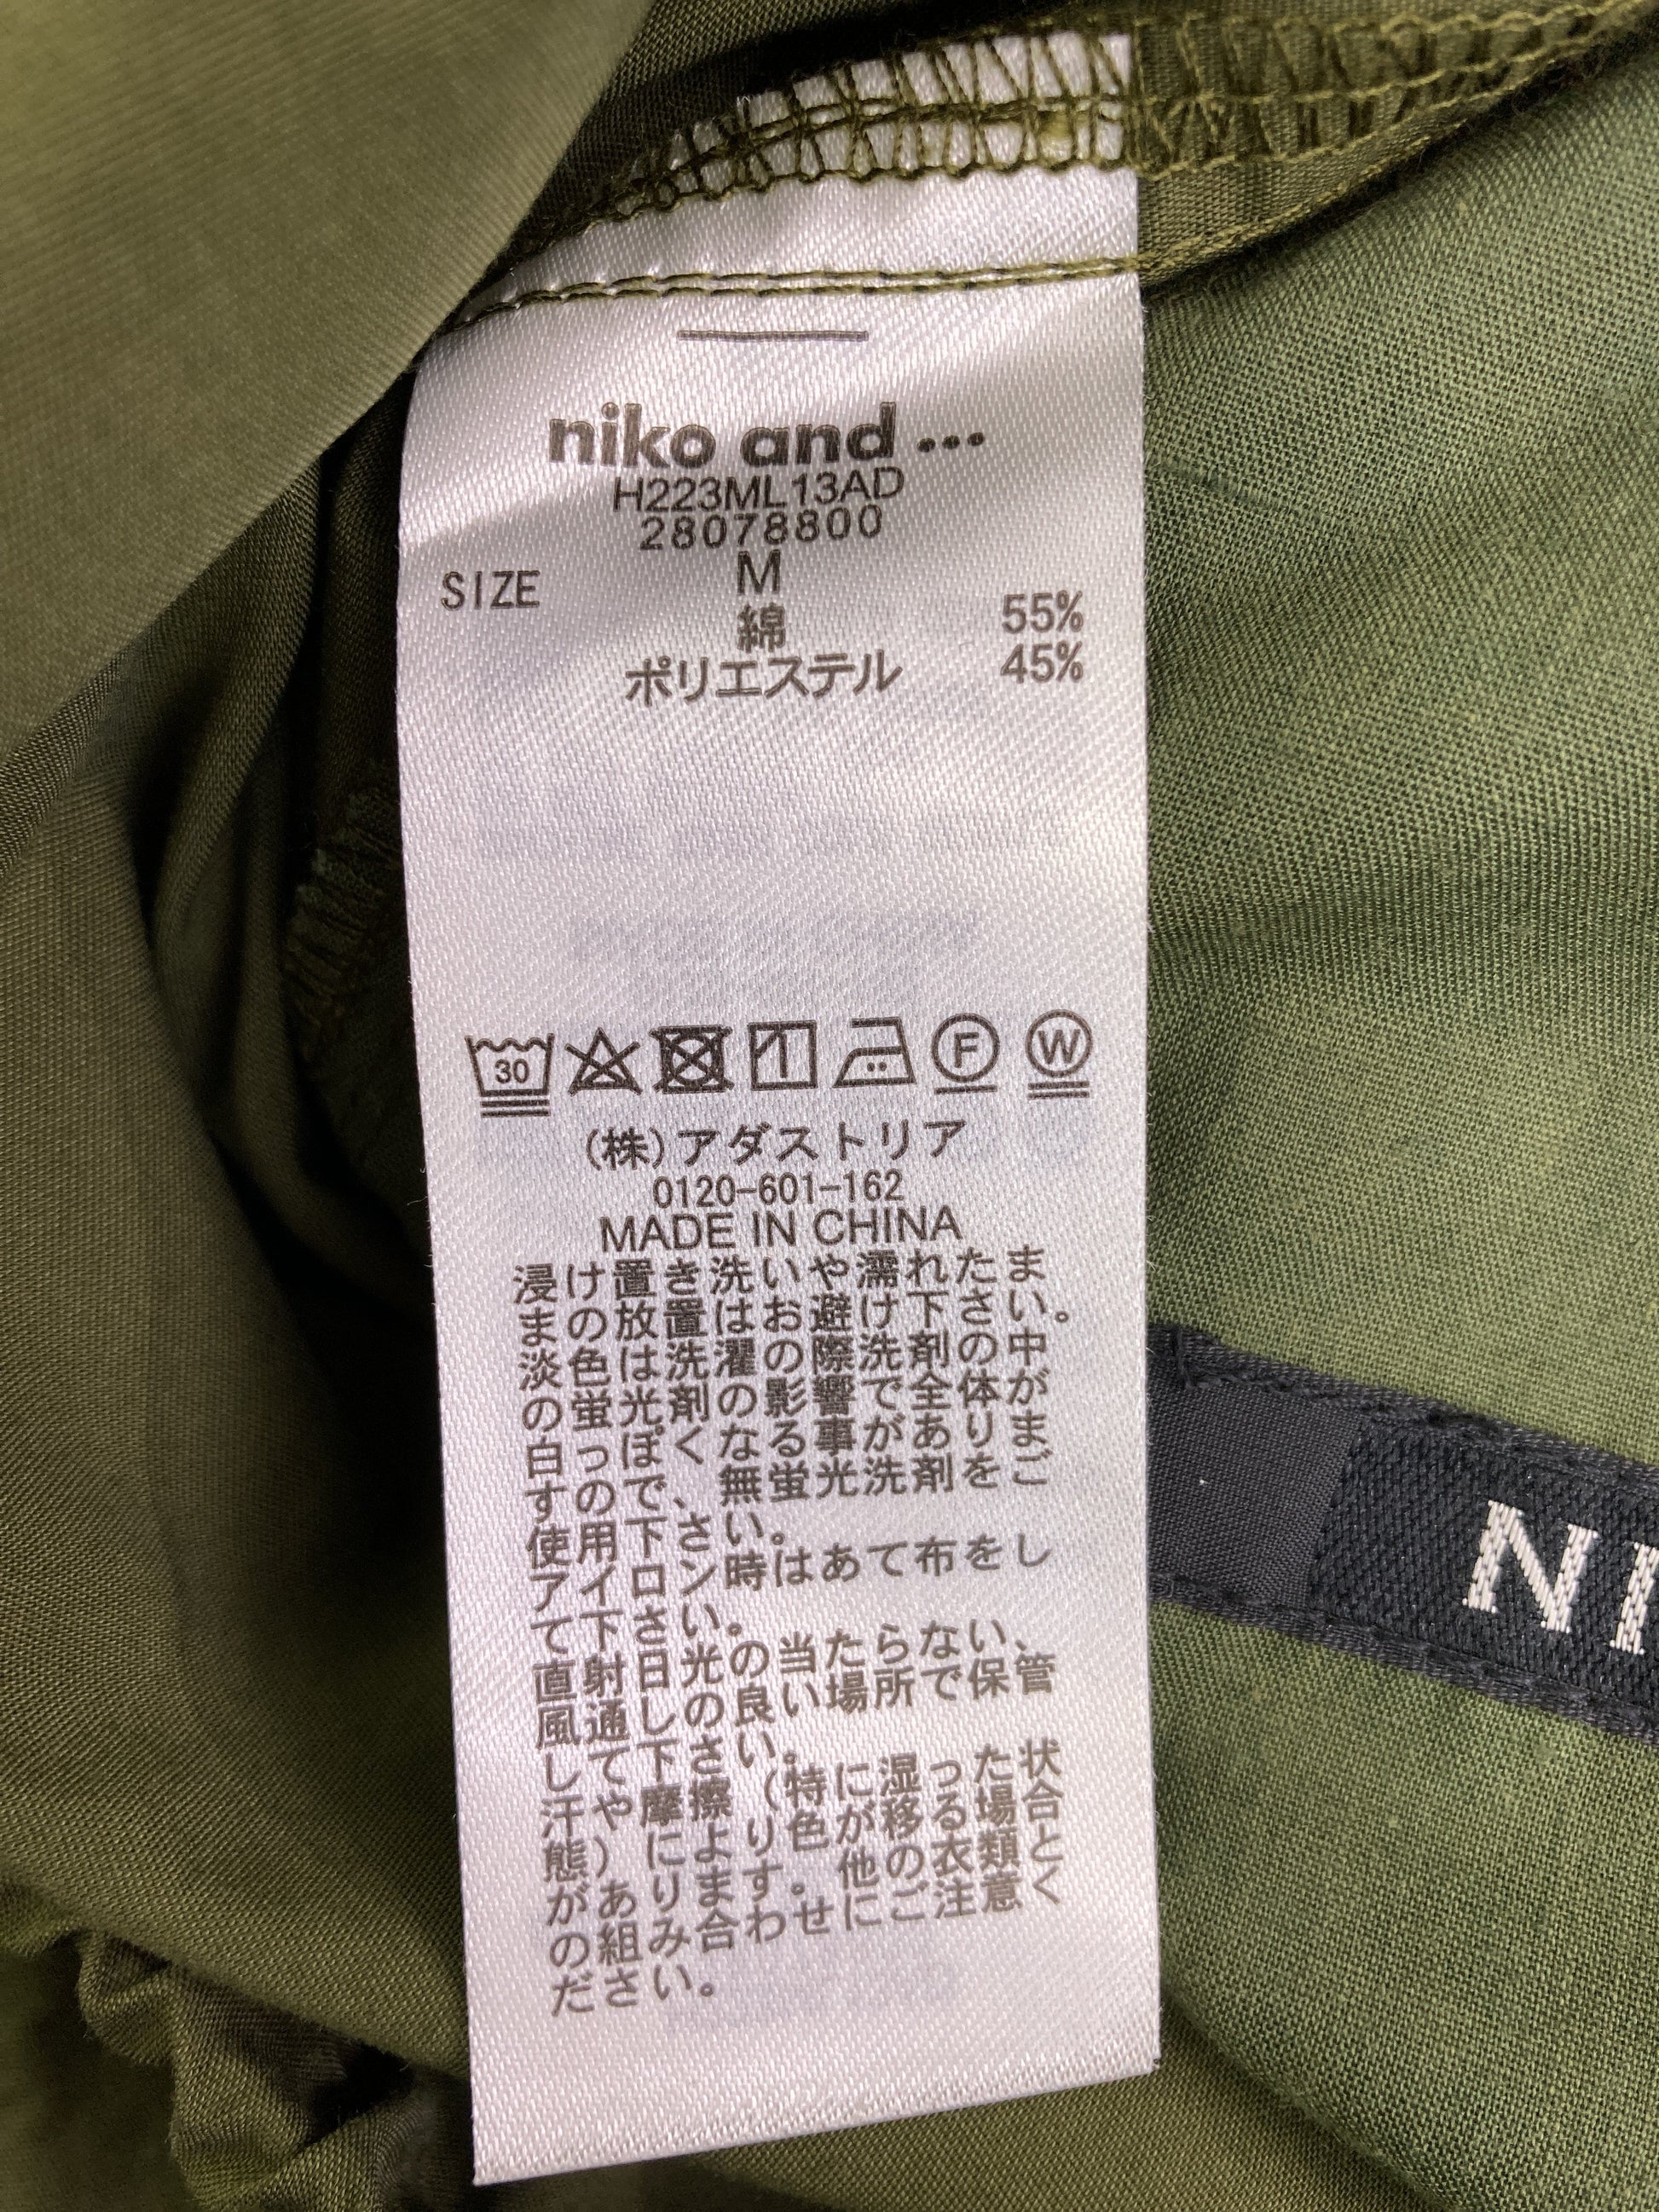 niko and ...
H223ML13AD
28078800
SIZE M
綿 55%
ポリエステル 45%
30 F W
(株)アダストリア
0120-601-162
MADE IN CHINA
浸け置き洗いや濡れたま
まの放置はお避け下さい。
淡色は洗濯の際洗剤の中
の蛍光剤の影響で全体が
白っぽくなる事がありま
すので、無蛍光洗剤をご
使用下さい。
アイロン時はあて布をし
て下さい。
直射日光の当たらない、
風通しの良い場所で保管
して下さい。
汗や摩擦(特に湿った状
態)により色が移る場合
があります。他の衣類と
の組み合わせにご注意く
ださい。
NI